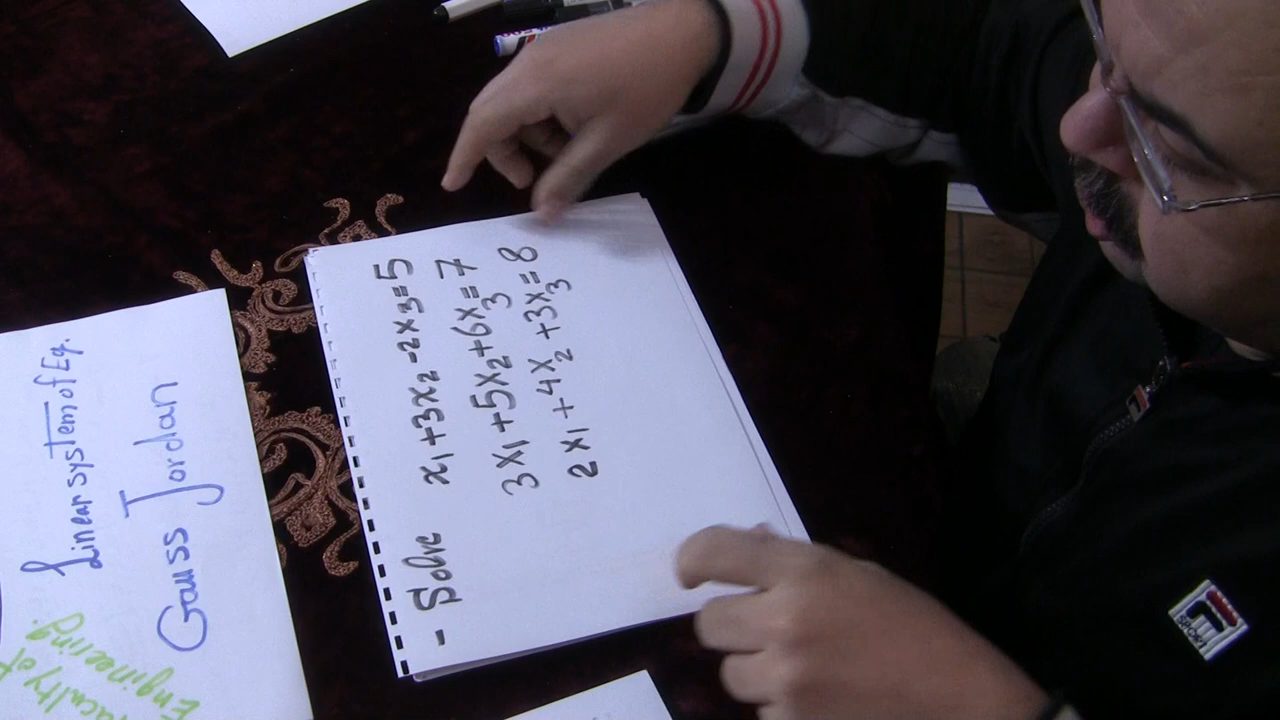 Linear system of Eq.
Gauss Jordan
Faculty of
Engineering.
- Solve x1+3x2-2x3=5
3x1+5x2+6x3=7
2x1+4x2+3x3=8